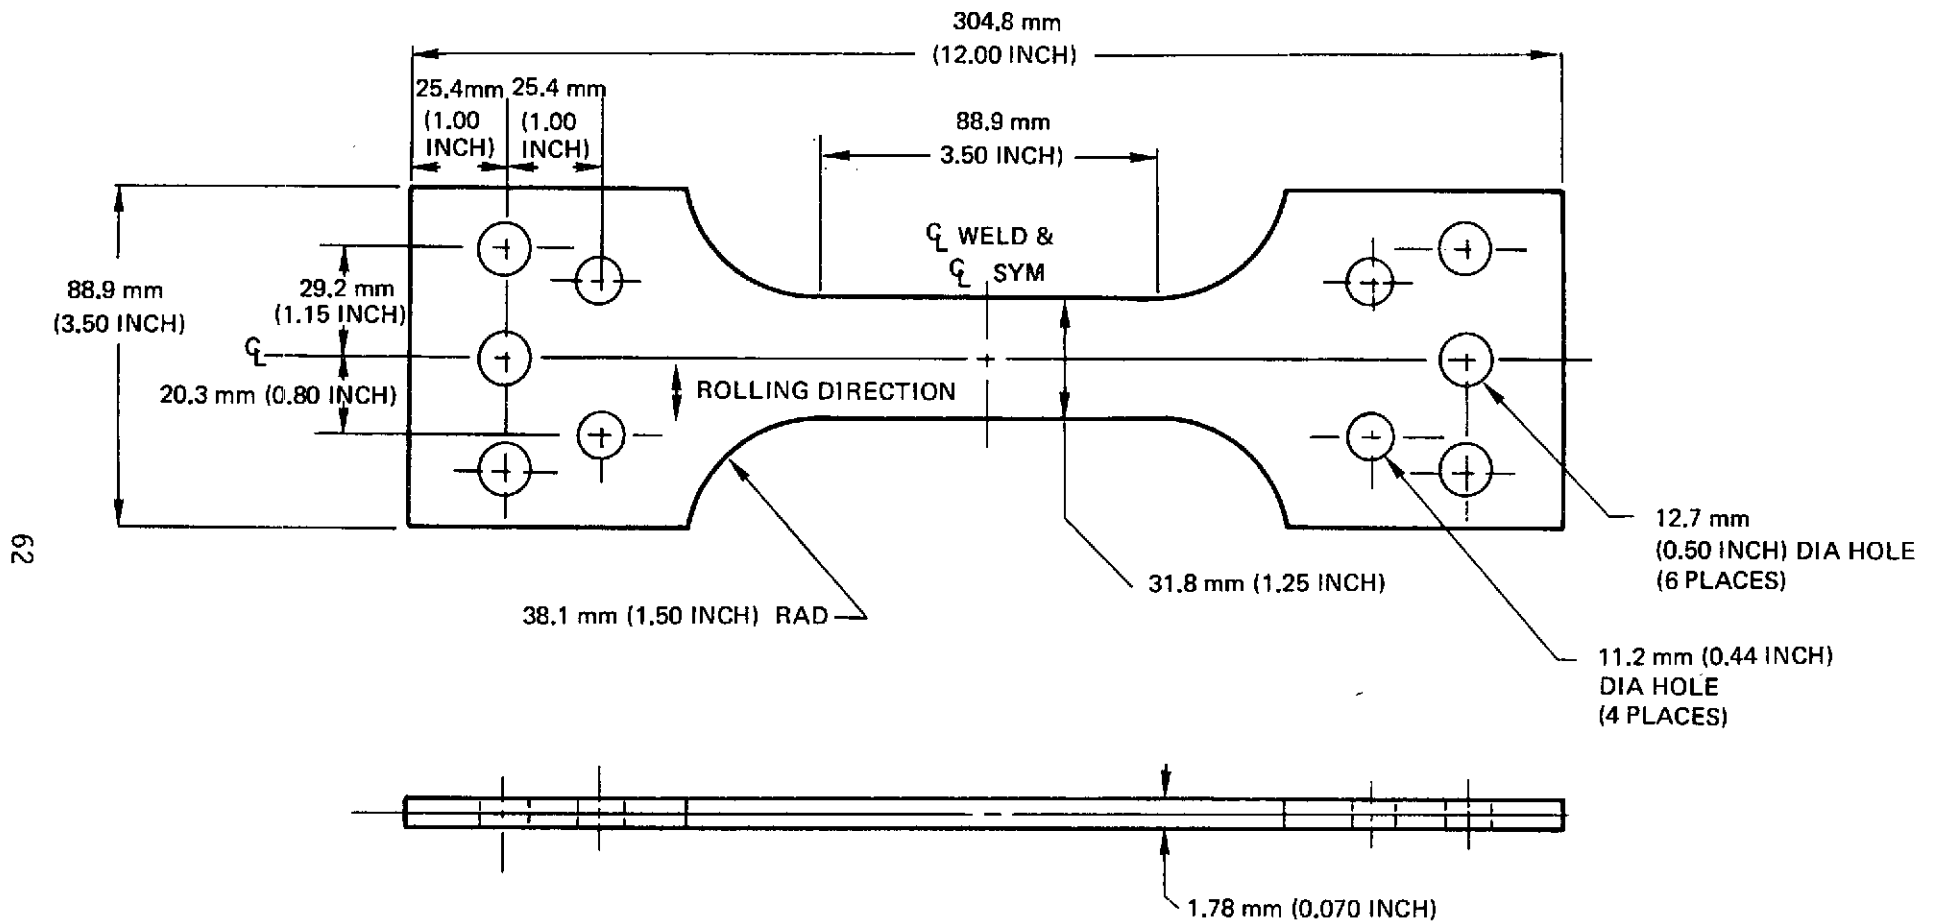 304.8 mm
(12.00 INCH)
25.4mm 25.4 mm
(1.00 (1.00
INCH) INCH)
88.9 mm
3.50 INCH)
℄ WELD &
℄ SYM
88.9 mm
(3.50 INCH)
29.2 mm
(1.15 INCH)
℄
20.3 mm (0.80 INCH)
ROLLING DIRECTION
12.7 mm
(0.50 INCH) DIA HOLE
(6 PLACES)
31.8 mm (1.25 INCH)
38.1 mm (1.50 INCH) RAD
11.2 mm (0.44 INCH)
DIA HOLE
(4 PLACES)
1.78 mm (0.070 INCH)
62